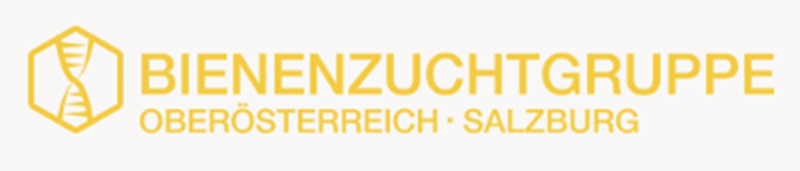 BIENENZUCHTGRUPPE
OBERÖSTERREICH · SALZBURG